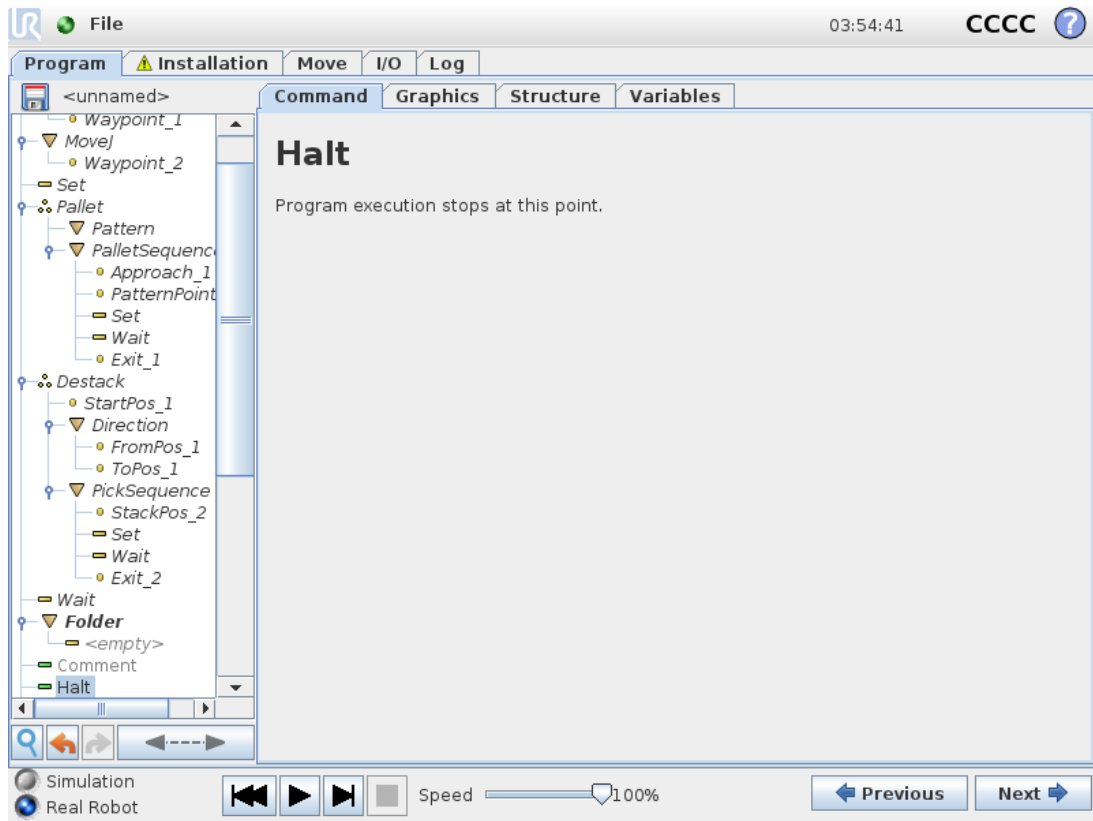 UR File 03:54:41 CCCC ?
Program Installation Move I/O Log
<unnamed>
Command Graphics Structure Variables
Waypoint_1
MoveJ
Waypoint_2
Set
Pallet
Pattern
PalletSequence
Approach_1
PatternPoint
Set
Wait
Exit_1
Destack
StartPos_1
Direction
FromPos_1
ToPos_1
PickSequence
StackPos_2
Set
Wait
Exit_2
Wait
Folder
<empty>
Comment
Halt
Halt
Program execution stops at this point.
Simulation
Real Robot
Speed 100%
Previous Next